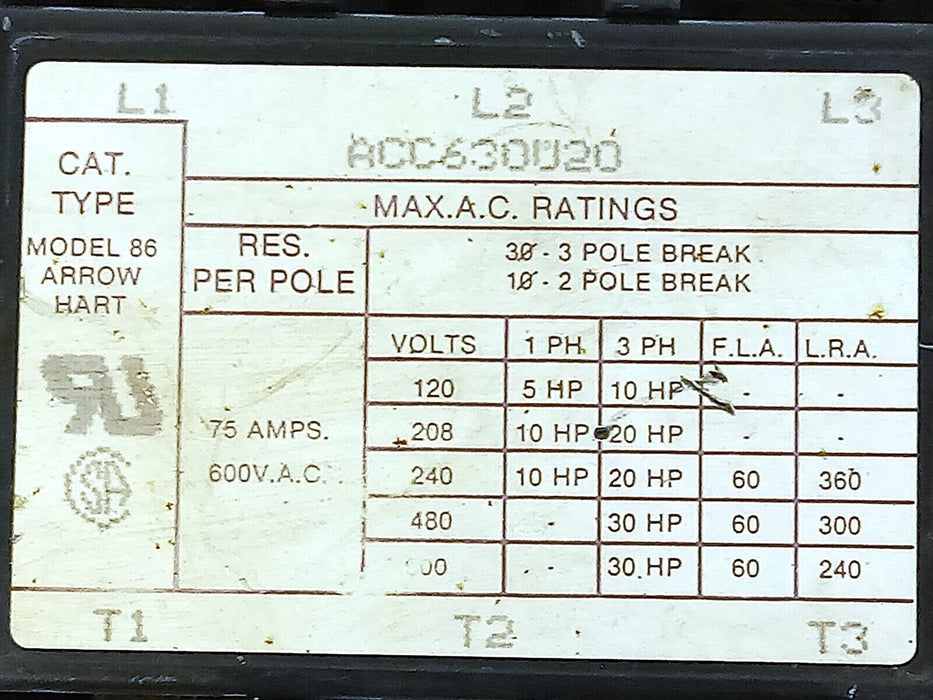 L1 L2 L3
ACC630U20
CAT.
TYPE
MODEL 86
ARROW
HART
MAX.A.C. RATINGS
RES.
PER POLE
3Ø - 3 POLE BREAK
1Ø - 2 POLE BREAK
75 AMPS.
600V.A.C.
VOLTS 1 PH. 3 PH F.L.A. L.R.A.
120 5 HP 10 HP - -
208 10 HP 20 HP - -
240 10 HP 20 HP 60 360
480 - 30 HP 60 300
00 - 30 HP 60 240
T1 T2 T3